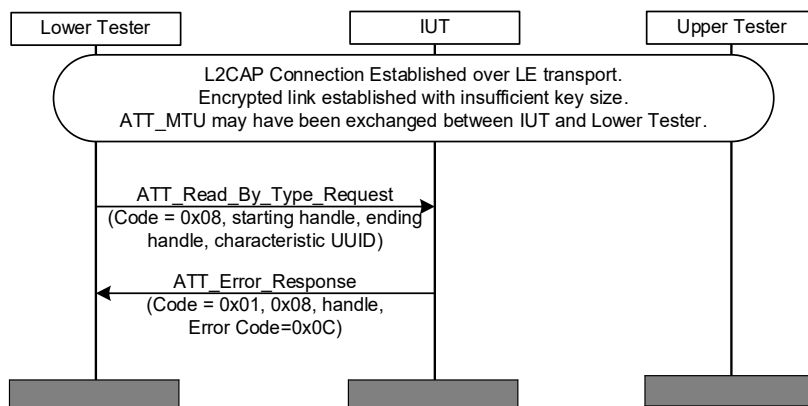 Lower Tester
IUT
Upper Tester
L2CAP Connection Established over LE transport.
Encrypted link established with insufficient key size.
ATT_MTU may have been exchanged between IUT and Lower Tester.
ATT_Read_By_Type_Request
(Code = 0x08, starting handle, ending
handle, characteristic UUID)
ATT_Error_Response
(Code = 0x01, 0x08, handle,
Error Code=0x0C)